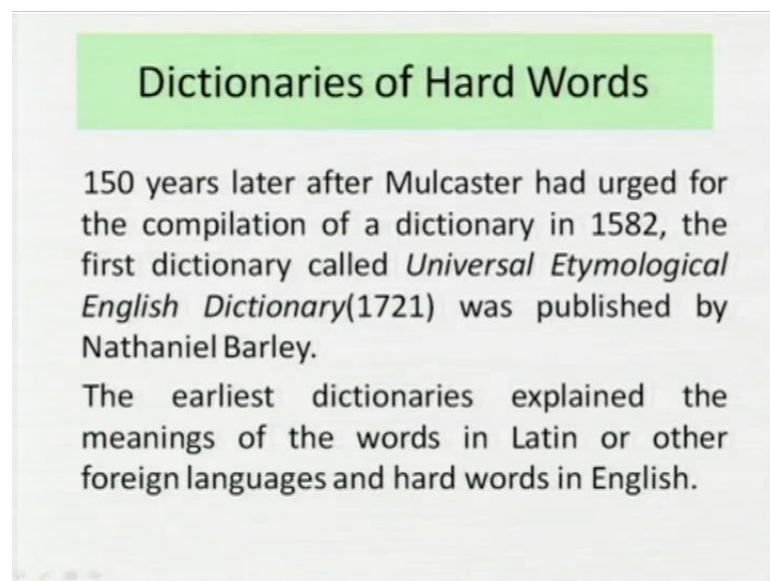 Dictionaries of Hard Words
150 years later after Mulcaster had urged for
the compilation of a dictionary in 1582, the
first dictionary called Universal Etymological
English Dictionary(1721) was published by
Nathaniel Barley.
The earliest dictionaries explained the
meanings of the words in Latin or other
foreign languages and hard words in English.